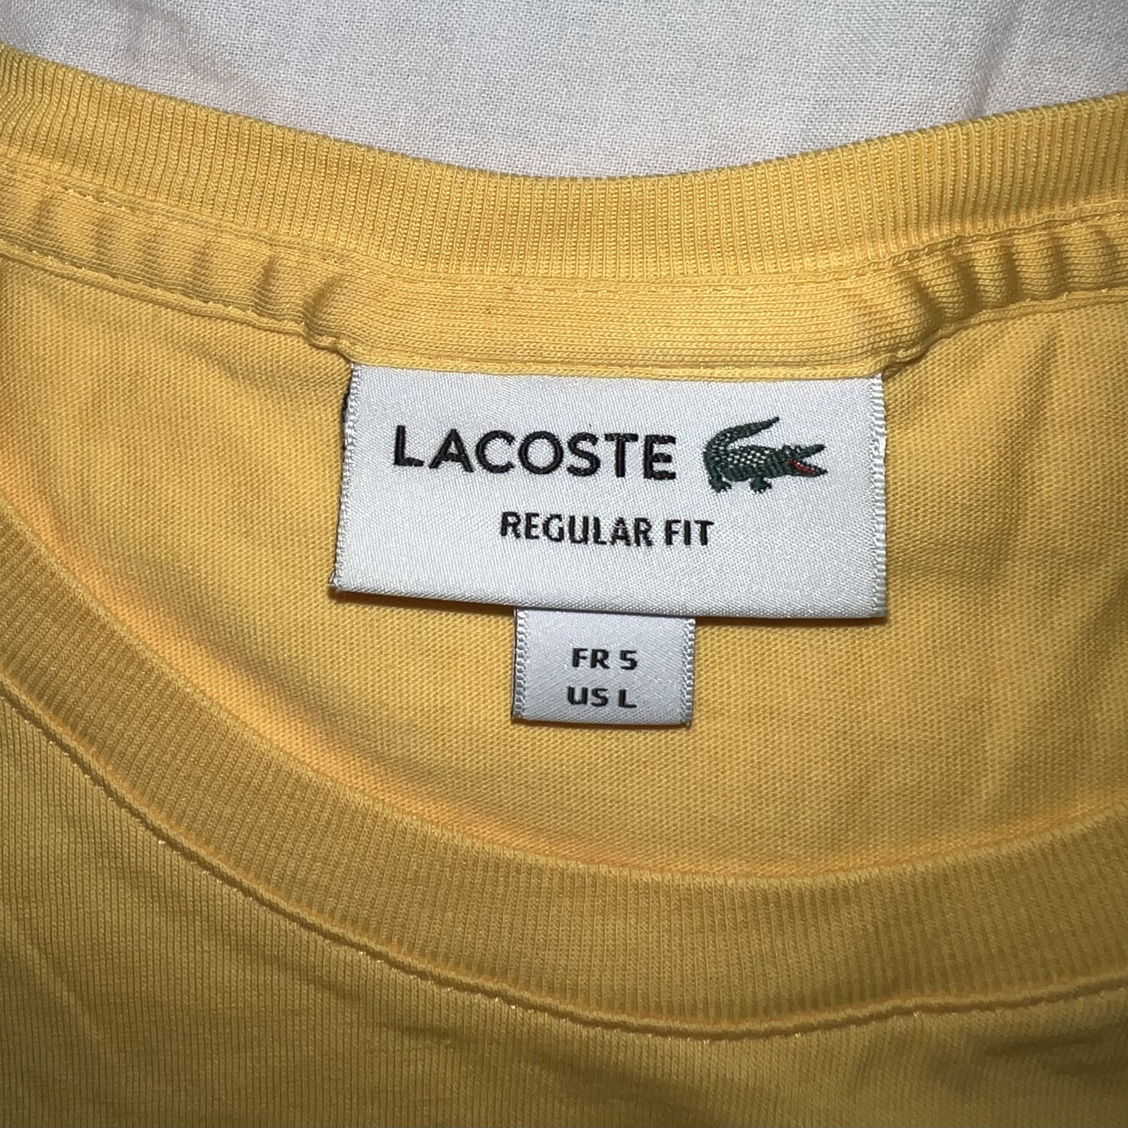 LACOSTE
REGULAR FIT
FR 5
US L